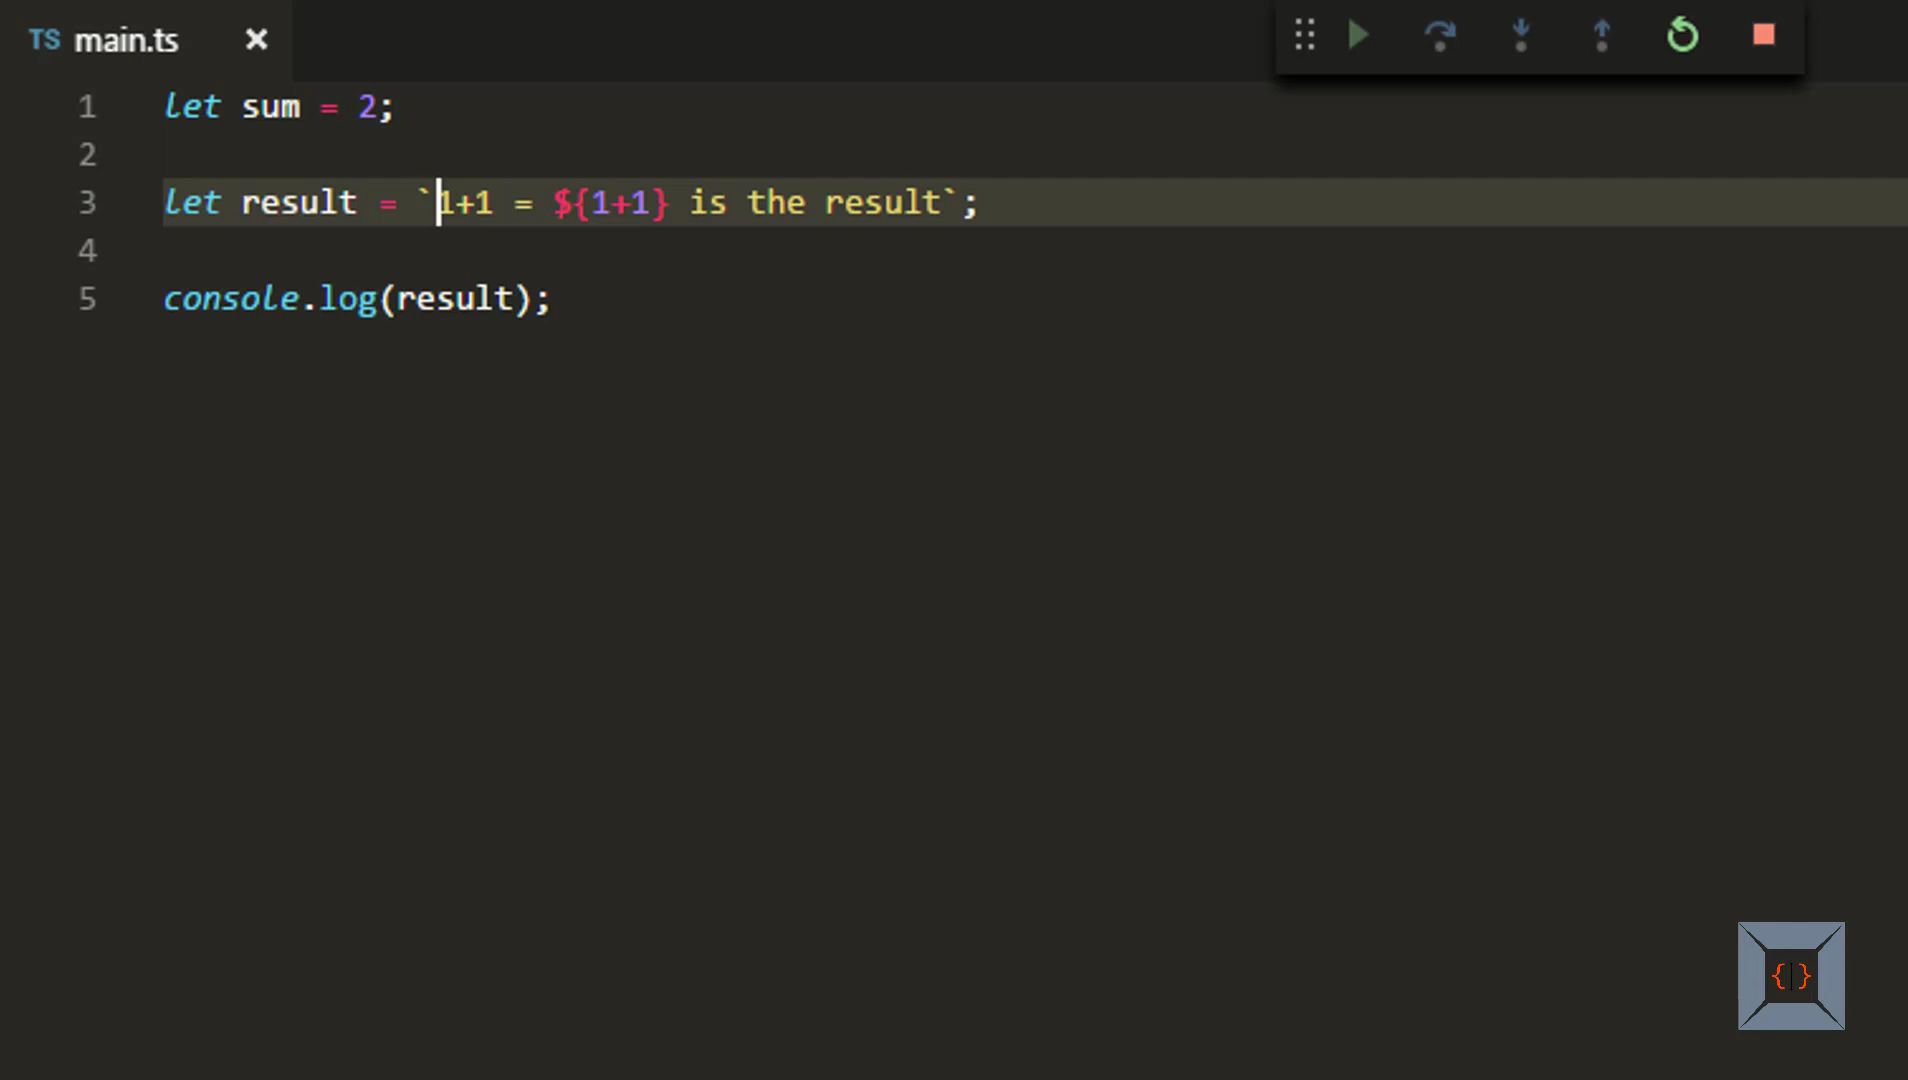 TS main.ts
1 let sum = 2;
2
3 let result = `1+1 = ${1+1} is the result`;
4
5 console.log(result);
{|}